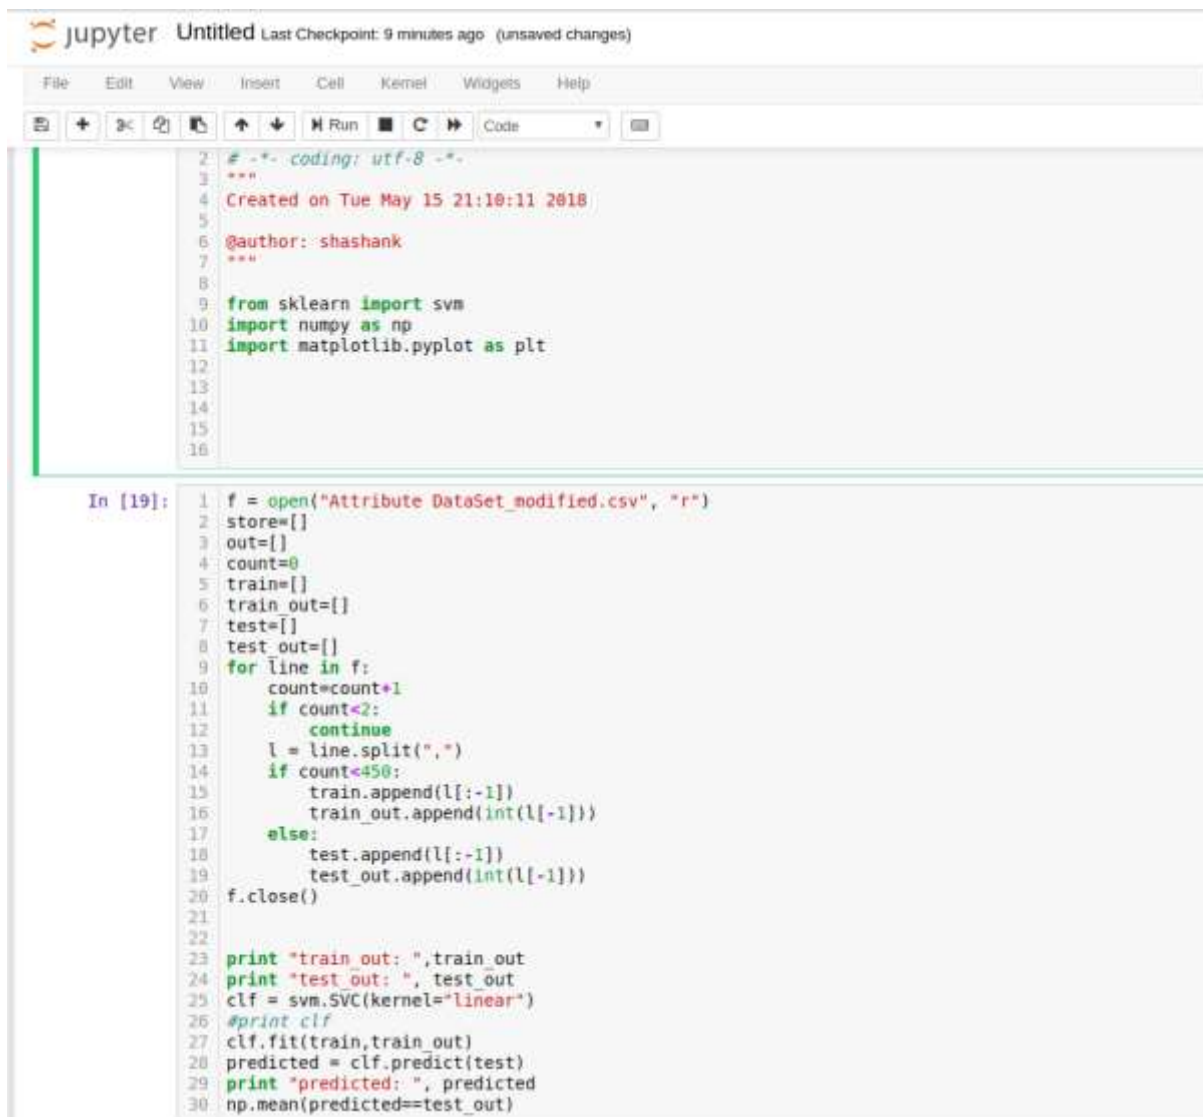 jupyter Untitled Last Checkpoint: 9 minutes ago (unsaved changes)
File Edit View Insert Cell Kernel Widgets Help
Run Code
2 # -*- coding: utf-8 -*-
3 """
4 Created on Tue May 15 21:10:11 2018
5
6 @author: shashank
7 """
8
9 from sklearn import svm
10 import numpy as np
11 import matplotlib.pyplot as plt
12
13
14
15
16
In [19]:
1 f = open("Attribute DataSet_modified.csv", "r")
2 store=[]
3 out=[]
4 count=0
5 train=[]
6 train_out=[]
7 test=[]
8 test_out=[]
9 for line in f:
10     count=count+1
11     if count<2:
12         continue
13     l = line.split(",")
14     if count<450:
15         train.append(l[:-1])
16         train_out.append(int(l[-1]))
17     else:
18         test.append(l[:-1])
19         test_out.append(int(l[-1]))
20 f.close()
21
22
23 print "train_out: ",train_out
24 print "test_out: ", test_out
25 clf = svm.SVC(kernel="linear")
26 #print clf
27 clf.fit(train,train_out)
28 predicted = clf.predict(test)
29 print "predicted: ", predicted
30 np.mean(predicted==test_out)